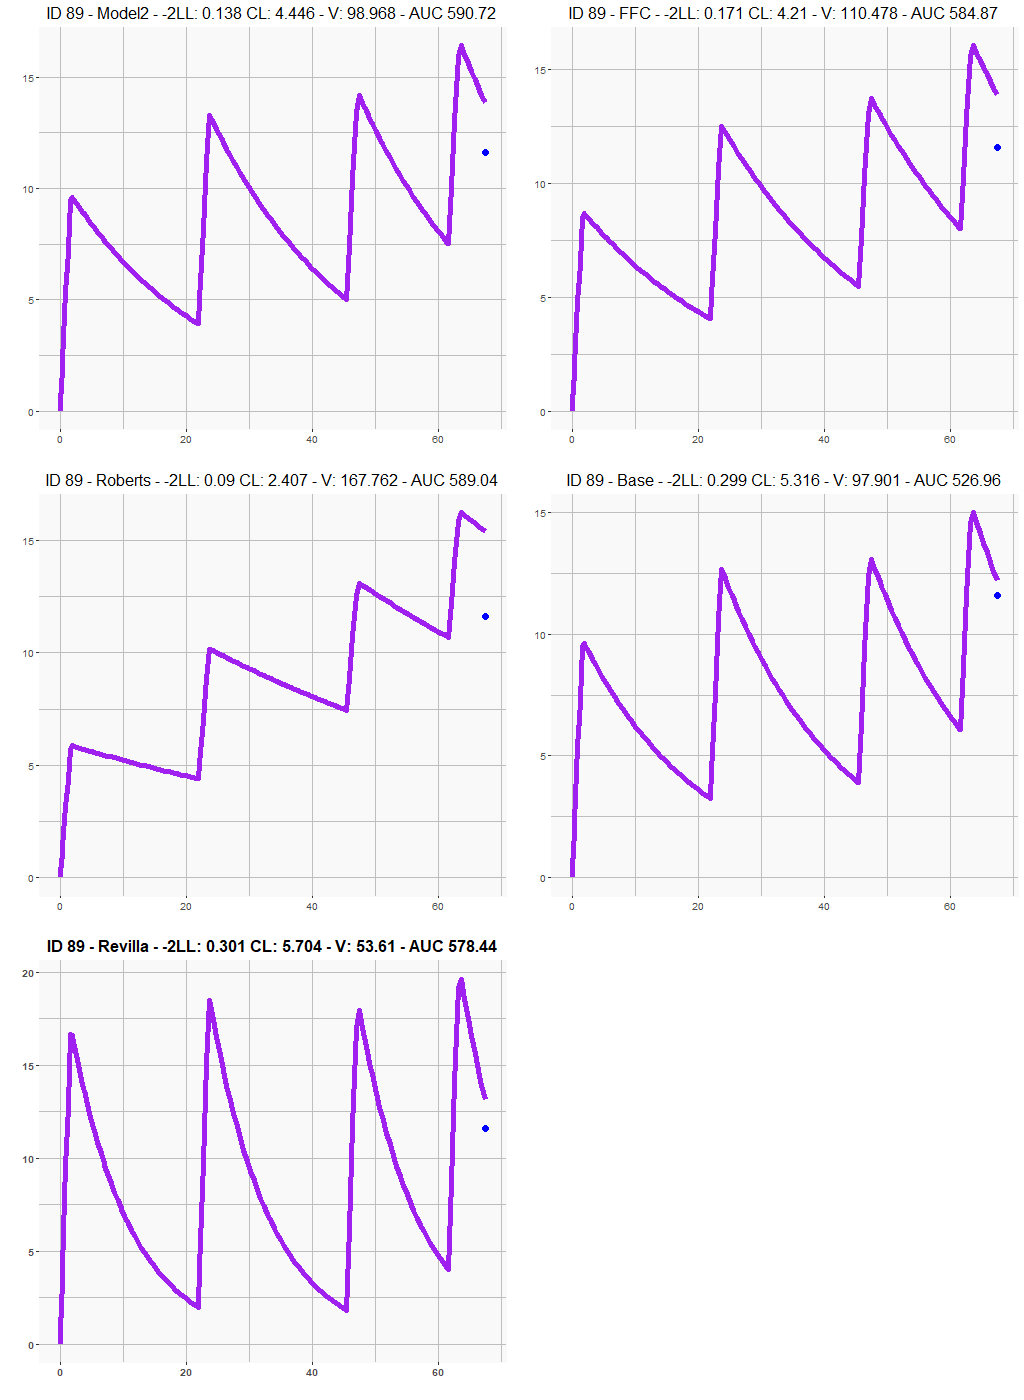 ID 89 - Model2 - -2LL: 0.138 CL: 4.446 - V: 98.968 - AUC 590.72
15
10
5
0
0 20 40 60
ID 89 - FFC - -2LL: 0.171 CL: 4.21 - V: 110.478 - AUC 584.87
15
10
5
0
0 20 40 60
ID 89 - Roberts - -2LL: 0.09 CL: 2.407 - V: 167.762 - AUC 589.04
15
10
5
0
0 20 40 60
ID 89 - Base - -2LL: 0.299 CL: 5.316 - V: 97.901 - AUC 526.96
15
10
5
0
0 20 40 60
ID 89 - Revilla - -2LL: 0.301 CL: 5.704 - V: 53.61 - AUC 578.44
20
15
10
5
0
0 20 40 60